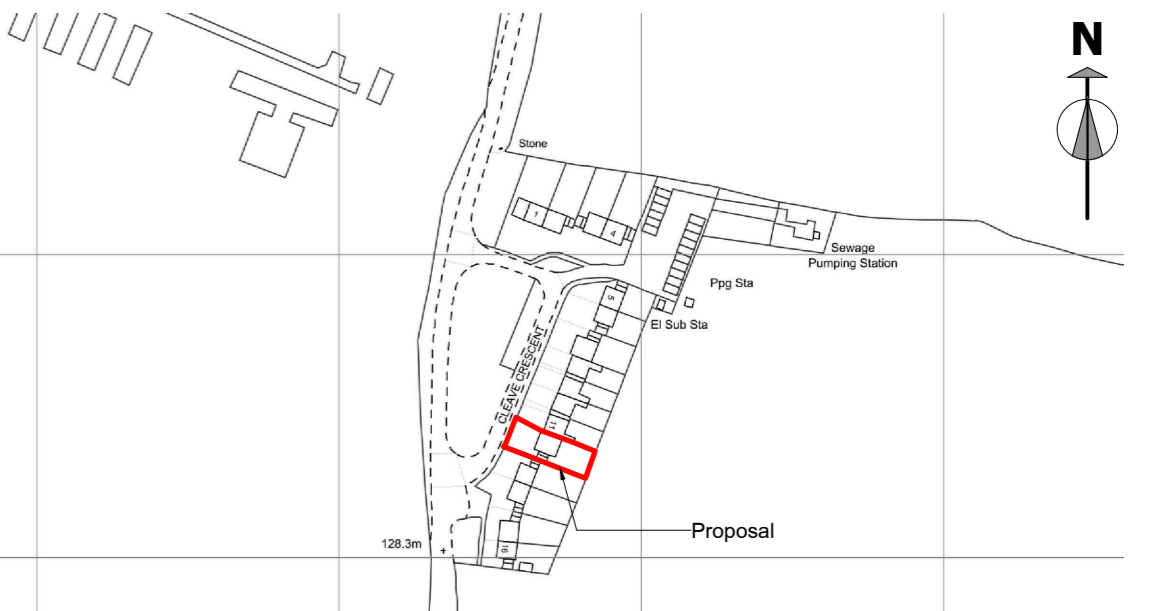 N
Stone
1
4
Sewage
Pumping Station
Ppg Sta
5
El Sub Sta
CLEAVE CRESCENT
11
Proposal
128.3m
16